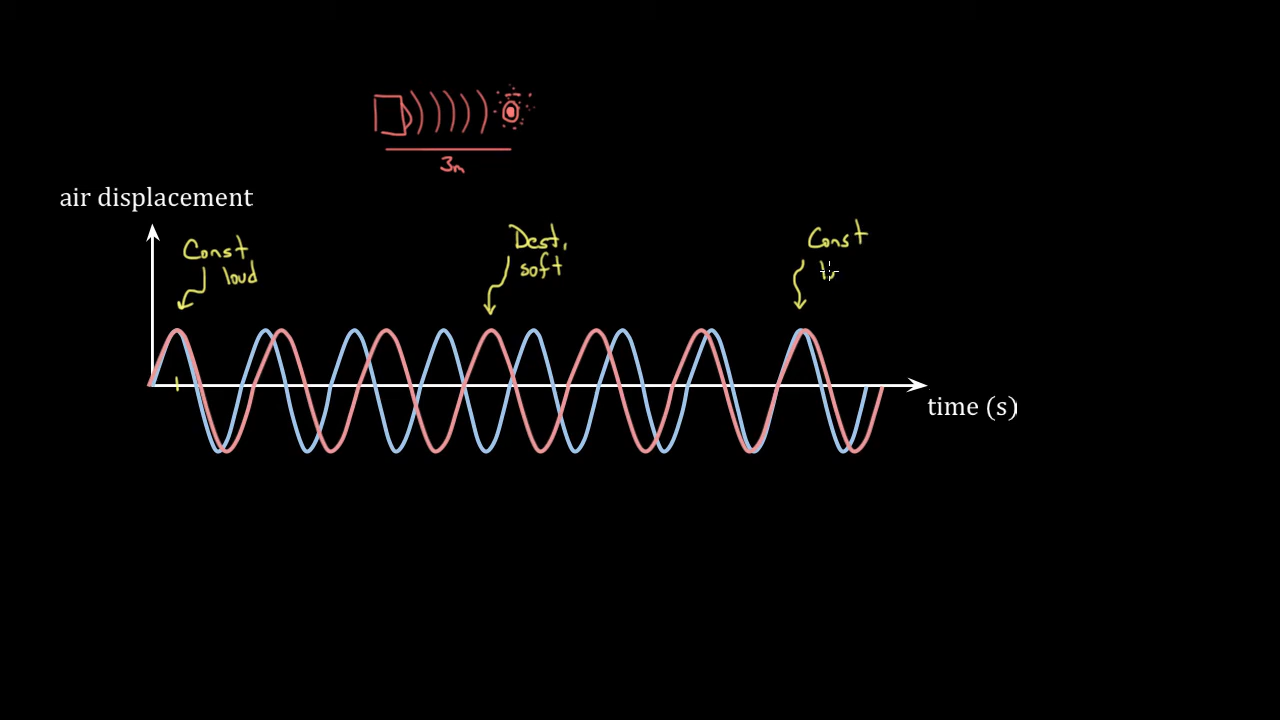 3m
air displacement
Const
loud
Dest.
soft
Const
time (s)